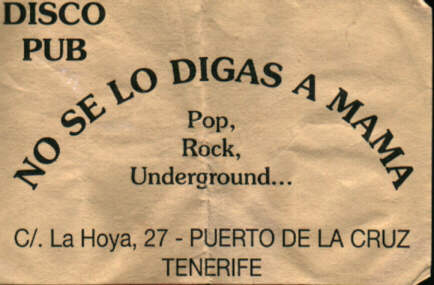 DISCO
PUB
NO SE LO DIGAS A MAMA
Pop,
Rock,
Underground...
C/. La Hoya, 27 - PUERTO DE LA CRUZ
TENERIFE